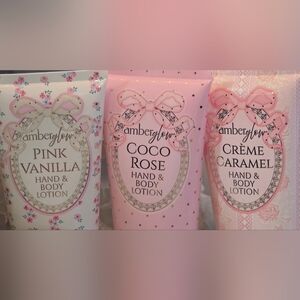 amberglow
PINK
VANILLA
HAND &
BODY
LOTION
amberglow
COCO
ROSE
HAND &
BODY
LOTION
amberglow
CRÈME
CARAMEL
HAND &
BODY
LOTION